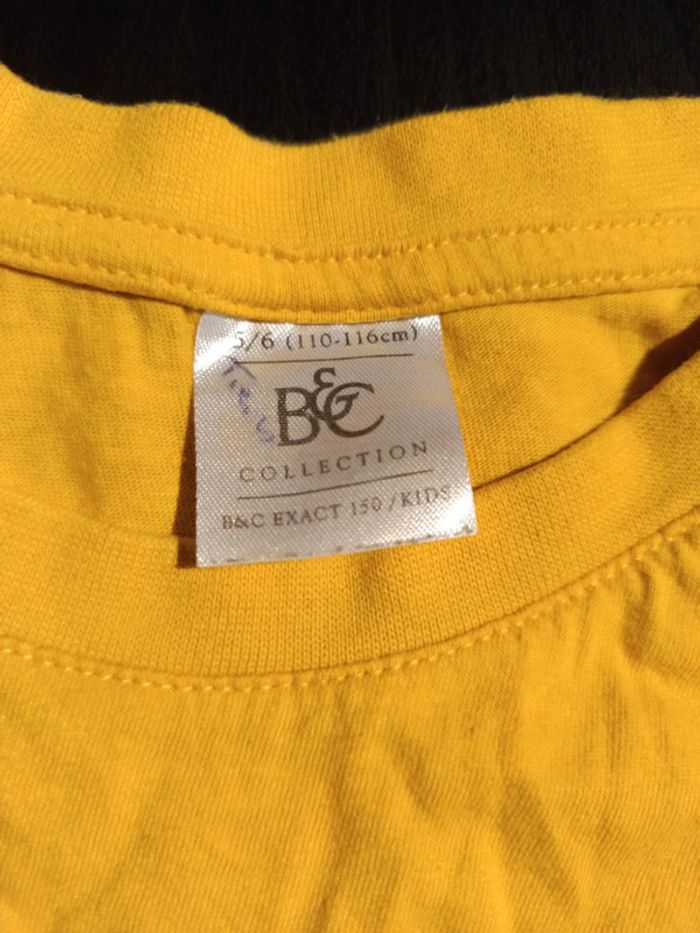 5/6 (110-116cm)
B&C
COLLECTION
B&C EXACT 150/KIDS